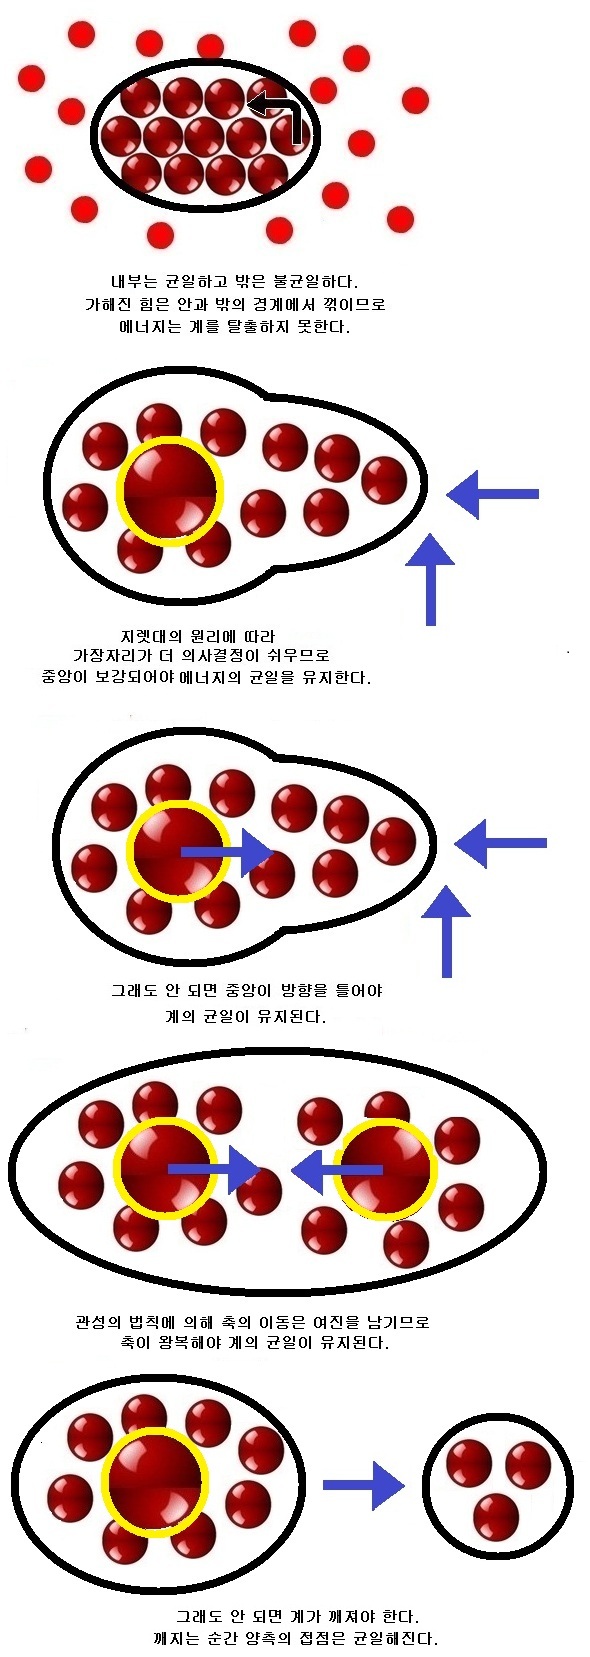 내부는 균일하고 밖은 불균일하다.
가해진 힘은 안과 밖의 경계에서 꺾이므로
에너지는 계를 탈출하지 못한다.
지렛대의 원리에 따라
가장자리가 더 의사결정이 쉬우므로
중앙이 보강되어야 에너지의 균일을 유지한다.
그래도 안 되면 중앙이 방향을 틀어야
계의 균일이 유지된다.
관성의 법칙에 의해 축의 이동은 여진을 남기므로
축이 왕복해야 계의 균일이 유지된다.
그래도 안 되면 계가 깨져야 한다.
깨지는 순간 양측의 접점은 균일해진다.